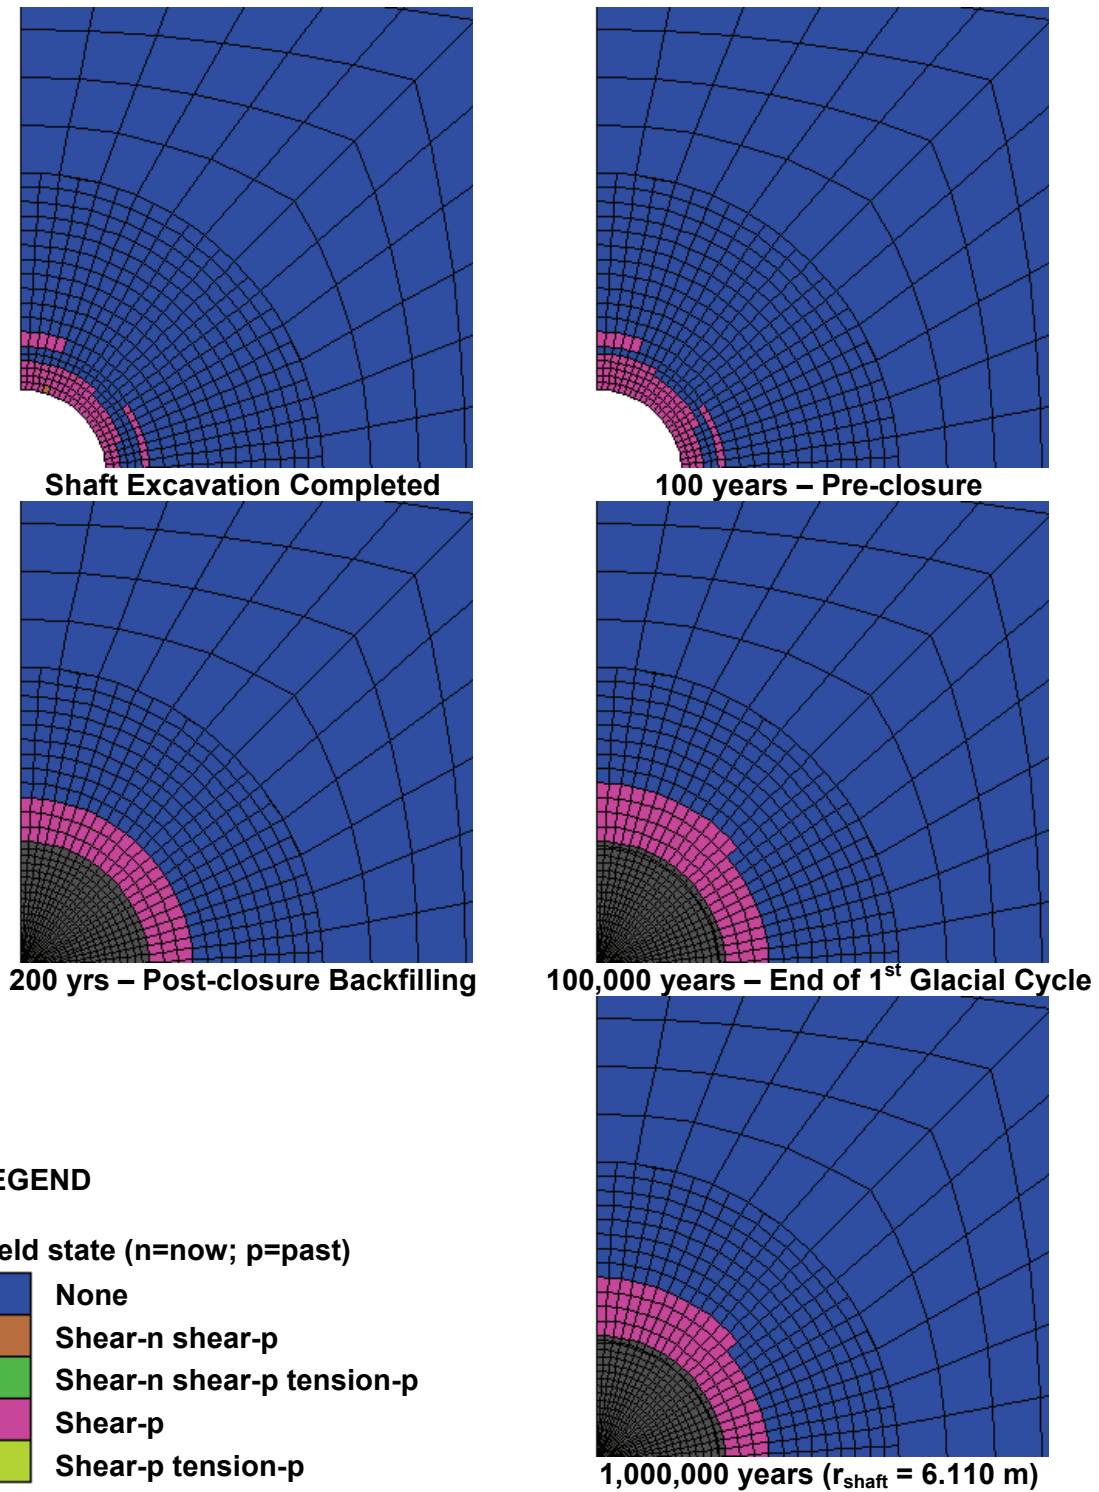 Shaft Excavation Completed
100 years – Pre-closure
200 yrs – Post-closure Backfilling
100,000 years – End of 1st Glacial Cycle
EGEND
eld state (n=now; p=past)
None
Shear-n shear-p
Shear-n shear-p tension-p
Shear-p
Shear-p tension-p
1,000,000 years (rshaft = 6.110 m)